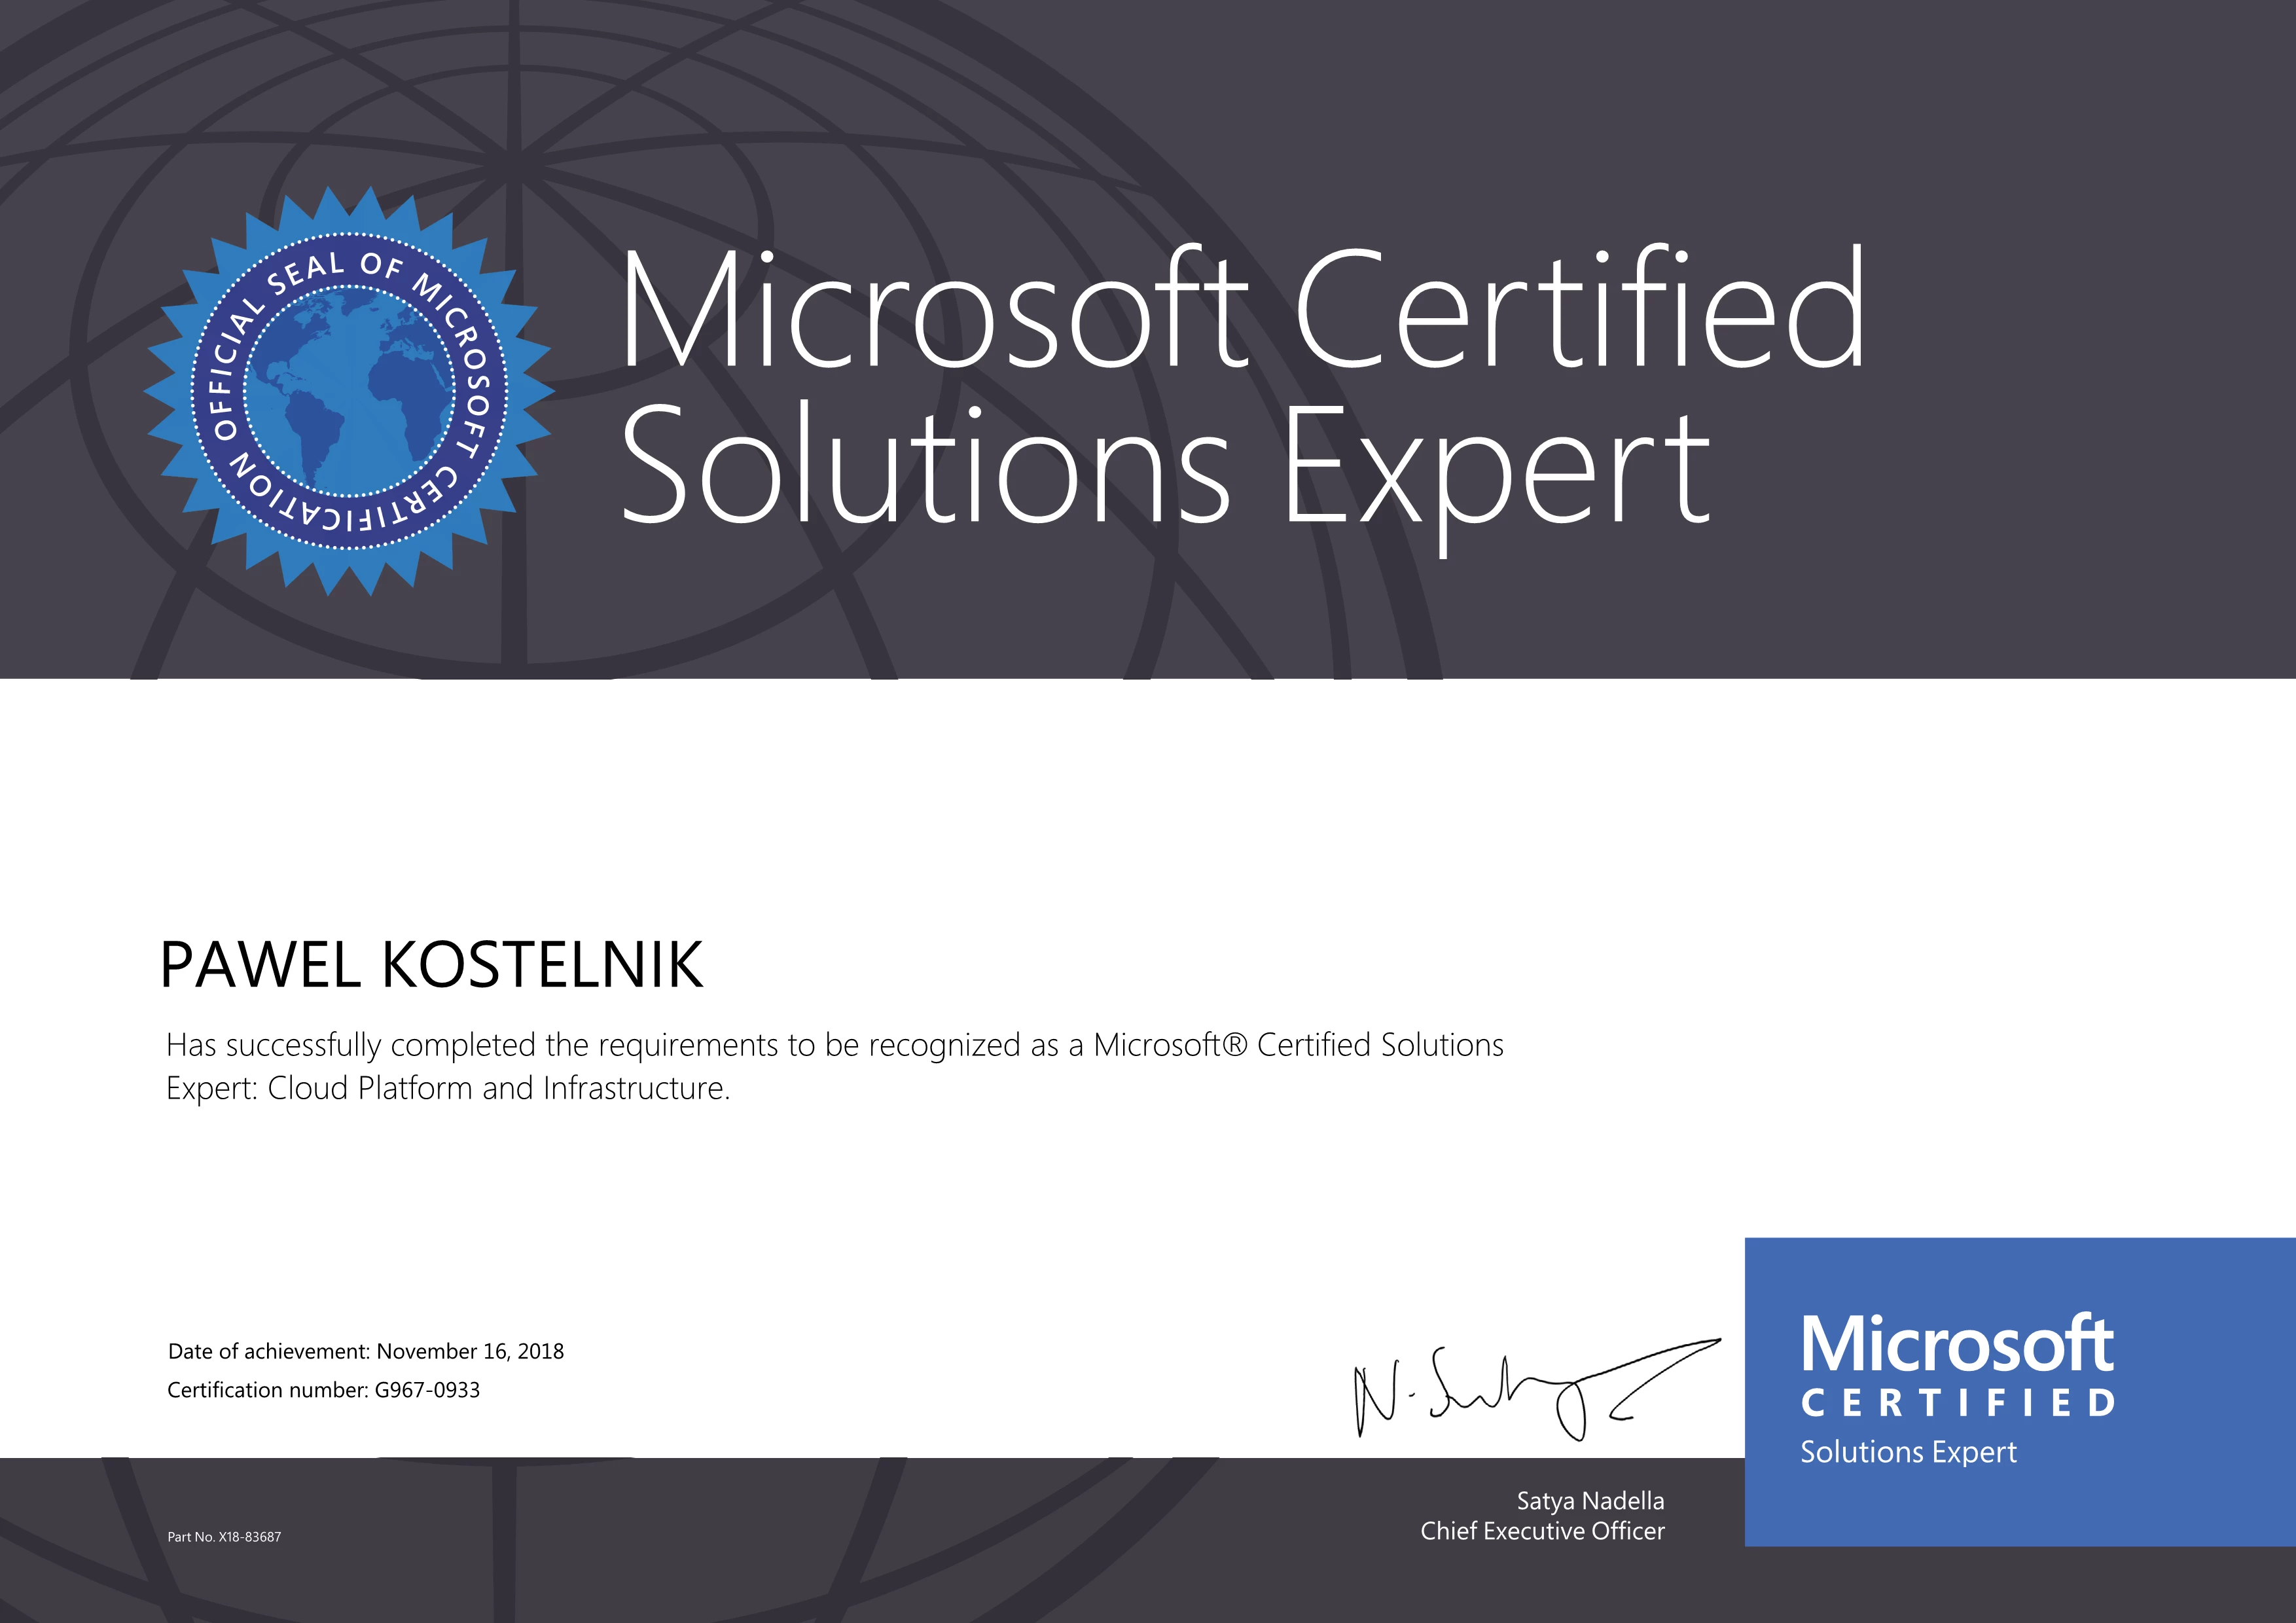 OFFICIAL SEAL OF MICROSOFT CERTIFICATION
Microsoft Certified
Solutions Expert
PAWEL KOSTELNIK
Has successfully completed the requirements to be recognized as a Microsoft® Certified Solutions
Expert: Cloud Platform and Infrastructure.
Date of achievement: November 16, 2018
Certification number: G967-0933
Microsoft
CERTIFIED
Solutions Expert
Satya Nadella
Chief Executive Officer
Part No. X18-83687